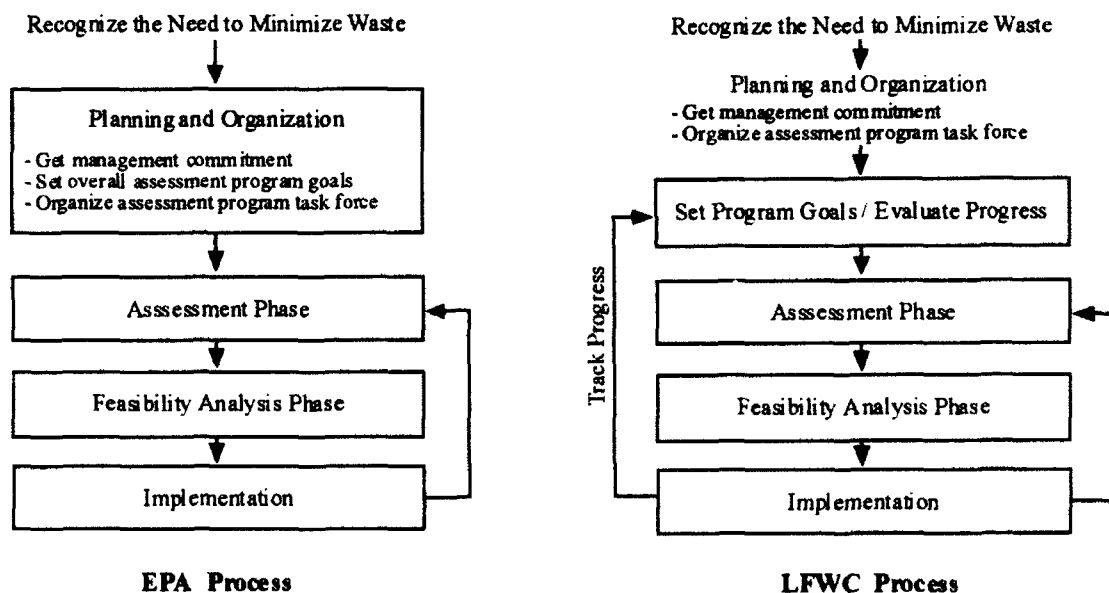 Recognize the Need to Minimize Waste
Planning and Organization
- Get management commitment
- Set overall assessment program goals
- Organize assessment program task force
Asssessment Phase
Feasibility Analysis Phase
Implementation
EPA Process
Recognize the Need to Minimize Waste
Planning and Organization
- Get management commitment
- Organize assessment program task force
Set Program Goals / Evaluate Progress
Track Progress
Asssessment Phase
Feasibility Analysis Phase
Implementation
LFWC Process